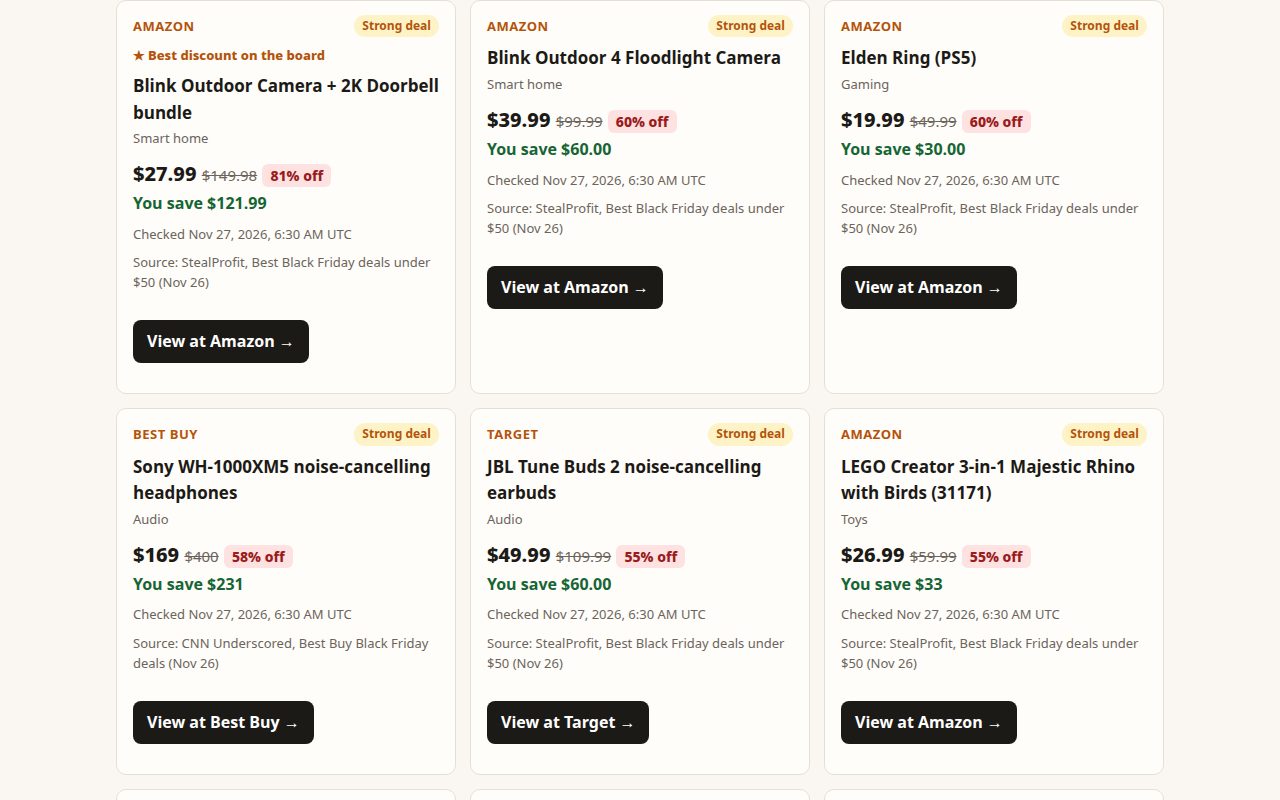 AMAZON
Strong deal
★ Best discount on the board
Blink Outdoor Camera + 2K Doorbell
bundle
Smart home
$27.99 $149.98 81% off
You save $121.99
Checked Nov 27, 2026, 6:30 AM UTC
Source: StealProfit, Best Black Friday deals under
$50 (Nov 26)
View at Amazon →
AMAZON
Strong deal
Blink Outdoor 4 Floodlight Camera
Smart home
$39.99 $99.99 60% off
You save $60.00
Checked Nov 27, 2026, 6:30 AM UTC
Source: StealProfit, Best Black Friday deals under
$50 (Nov 26)
View at Amazon →
AMAZON
Strong deal
Elden Ring (PS5)
Gaming
$19.99 $49.99 60% off
You save $30.00
Checked Nov 27, 2026, 6:30 AM UTC
Source: StealProfit, Best Black Friday deals under
$50 (Nov 26)
View at Amazon →
BEST BUY
Strong deal
Sony WH-1000XM5 noise-cancelling
headphones
Audio
$169 $400 58% off
You save $231
Checked Nov 27, 2026, 6:30 AM UTC
Source: CNN Underscored, Best Buy Black Friday
deals (Nov 26)
View at Best Buy →
TARGET
Strong deal
JBL Tune Buds 2 noise-cancelling
earbuds
Audio
$49.99 $109.99 55% off
You save $60.00
Checked Nov 27, 2026, 6:30 AM UTC
Source: StealProfit, Best Black Friday deals under
$50 (Nov 26)
View at Target →
AMAZON
Strong deal
LEGO Creator 3-in-1 Majestic Rhino
with Birds (31171)
Toys
$26.99 $59.99 55% off
You save $33
Checked Nov 27, 2026, 6:30 AM UTC
Source: StealProfit, Best Black Friday deals under
$50 (Nov 26)
View at Amazon →